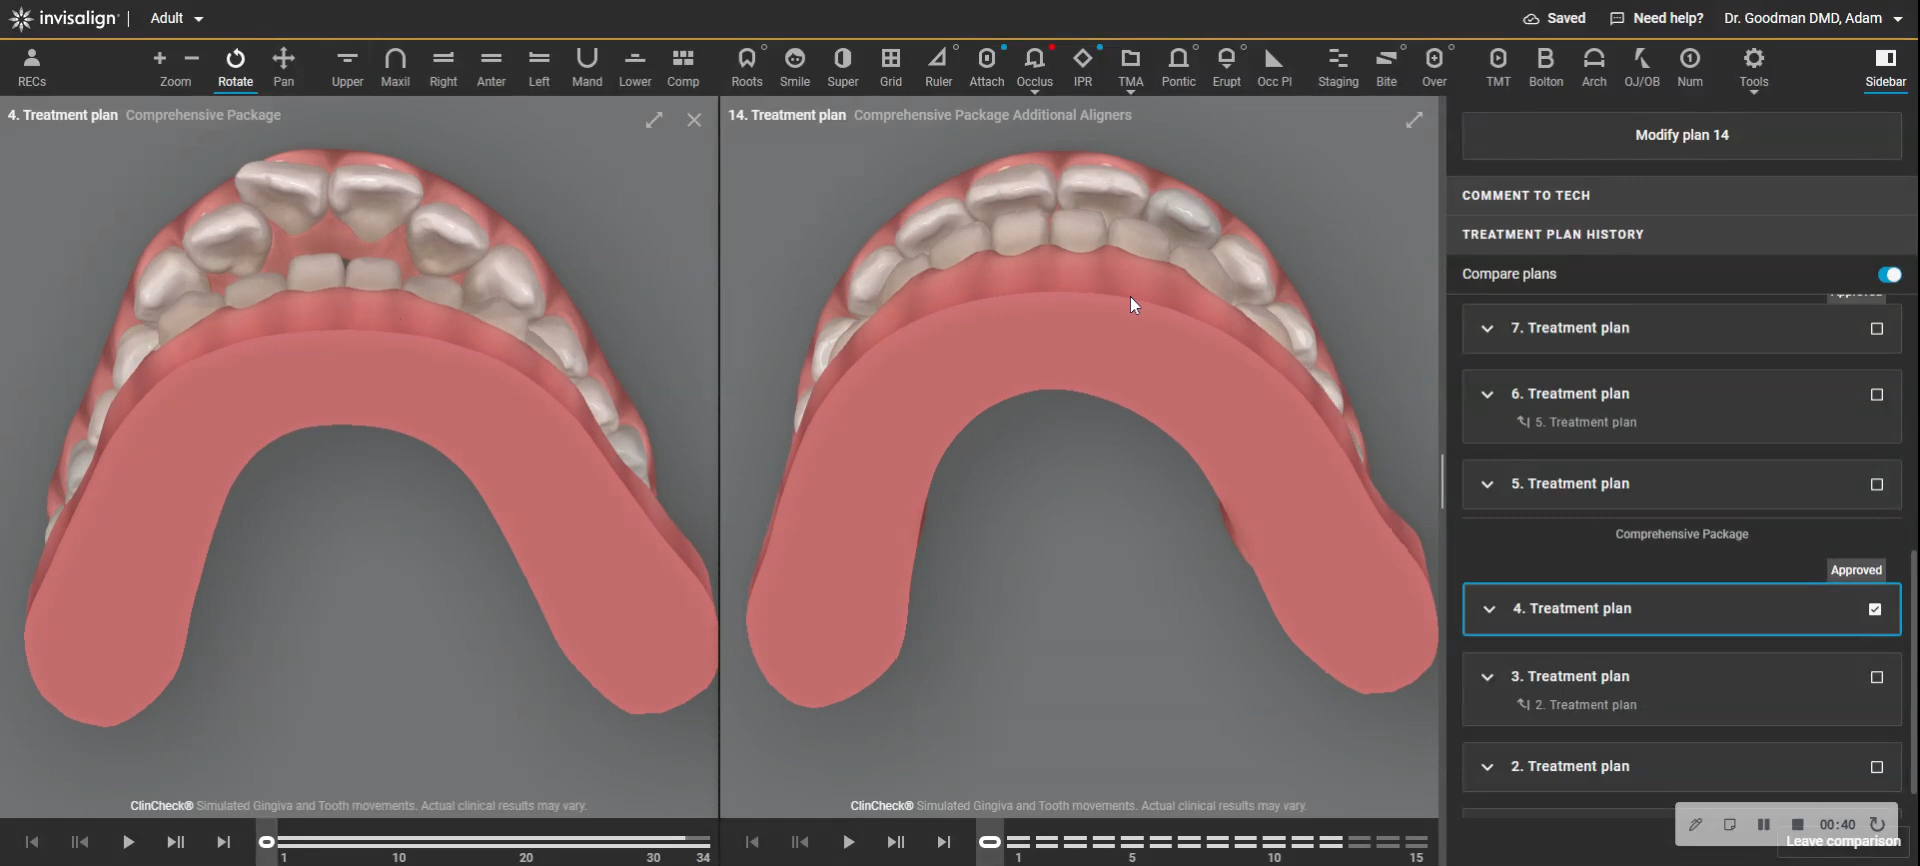 invisalign | Adult
Saved Need help? Dr. Goodman DMD, Adam
RECs Zoom Rotate Pan Upper Maxil Right Anter Left Mand Lower Comp Roots Smile Super Grid Ruler Attach Occlus IPR TMA Pontic Erupt Occ Pl Staging Bite Over TMT Bolton Arch OJ/OB Num Tools Sidebar
4. Treatment plan Comprehensive Package
14. Treatment plan Comprehensive Package Additional Aligners
Modify plan 14
COMMENT TO TECH
TREATMENT PLAN HISTORY
Compare plans
7. Treatment plan
6. Treatment plan
5. Treatment plan
5. Treatment plan
Comprehensive Package
Approved
4. Treatment plan
3. Treatment plan
2. Treatment plan
2. Treatment plan
ClinCheck® Simulated Gingiva and Tooth movements. Actual clinical results may vary.
ClinCheck® Simulated Gingiva and Tooth movements. Actual clinical results may vary.
00:40
Leave comparison
1 10 20 30 34
1 5 10 15